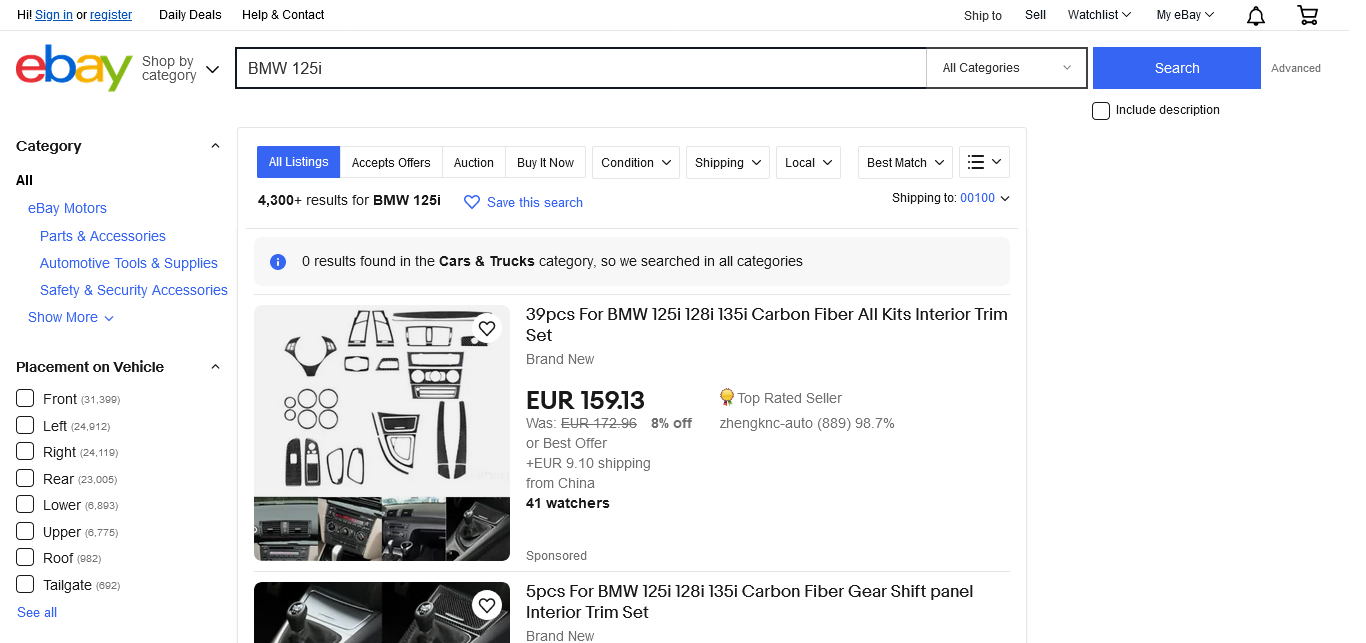 Hi! Sign in or register
Daily Deals
Help & Contact
Ship to
Sell
Watchlist
My eBay
ebay
Shop by
category
BMW 125i
All Categories
Search
Advanced
Include description
Category
All
eBay Motors
Parts & Accessories
Automotive Tools & Supplies
Safety & Security Accessories
Show More
Placement on Vehicle
Front (31,399)
Left (24,912)
Right (24,119)
Rear (23,005)
Lower (6,893)
Upper (6,775)
Roof (982)
Tailgate (692)
See all
All Listings
Accepts Offers
Auction
Buy It Now
Condition
Shipping
Local
Best Match
4,300+ results for BMW 125i
Save this search
Shipping to: 00100
0 results found in the Cars & Trucks category, so we searched in all categories
39pcs For BMW 125i 128i 135i Carbon Fiber All Kits Interior Trim
Set
Brand New
EUR 159.13
Was: EUR 172.96 8% off
or Best Offer
+EUR 9.10 shipping
from China
41 watchers
Top Rated Seller
zhengknc-auto (889) 98.7%
Sponsored
5pcs For BMW 125i 128i 135i Carbon Fiber Gear Shift panel
Interior Trim Set
Brand New